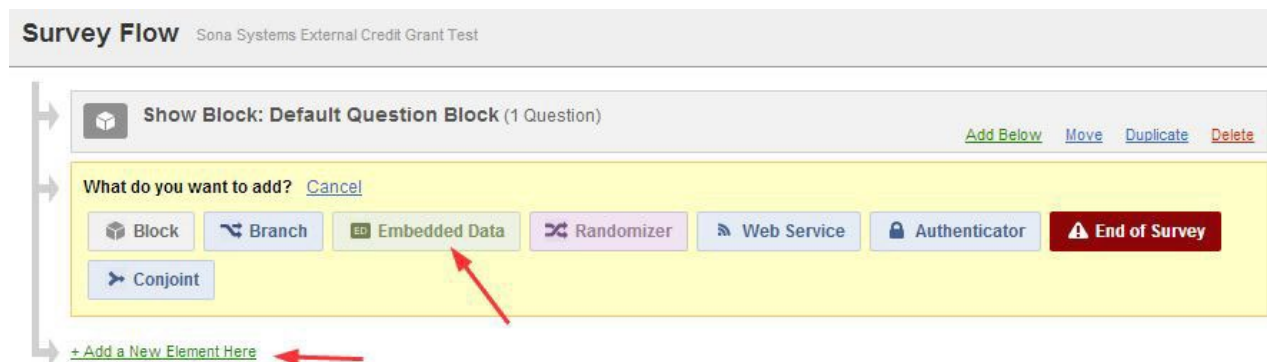 Survey Flow Sona Systems External Credit Grant Test
Show Block: Default Question Block (1 Question)
Add Below Move Duplicate Delete
What do you want to add? Cancel
Block Branch ED Embedded Data Randomizer Web Service Authenticator End of Survey
Conjoint
+ Add a New Element Here